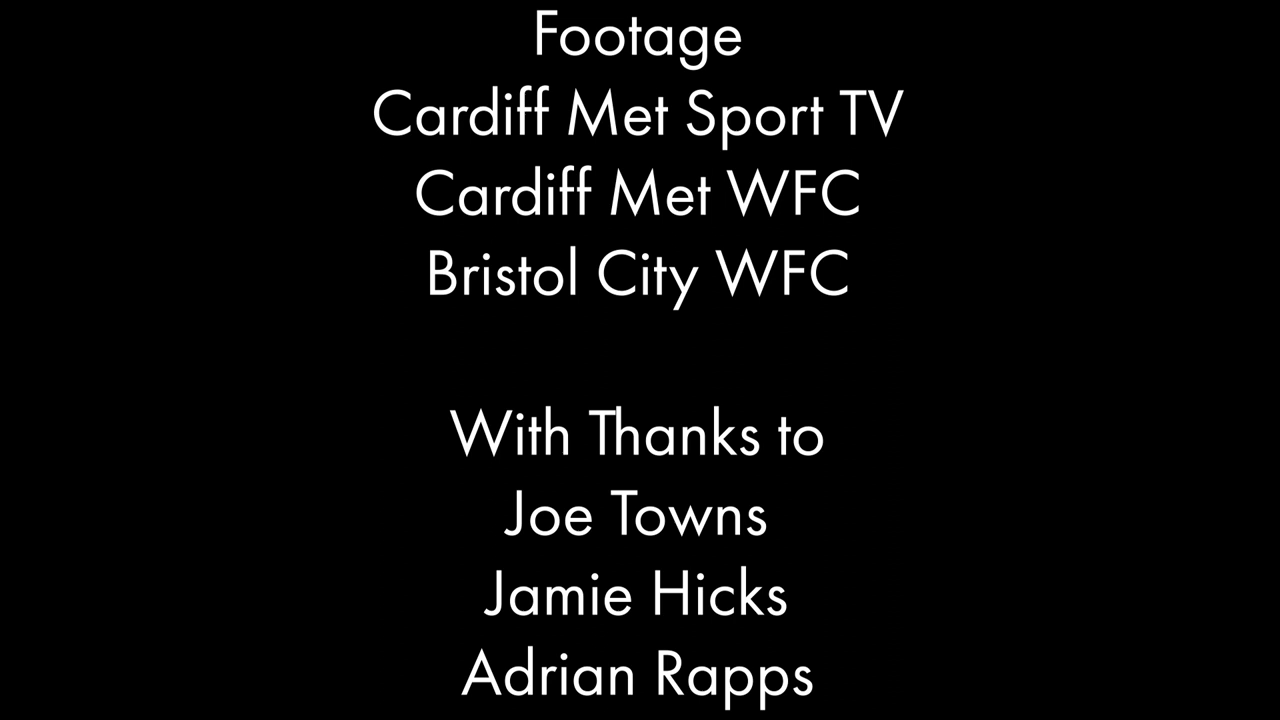 Footage
Cardiff Met Sport TV
Cardiff Met WFC
Bristol City WFC
With Thanks to
Joe Towns
Jamie Hicks
Adrian Rapps